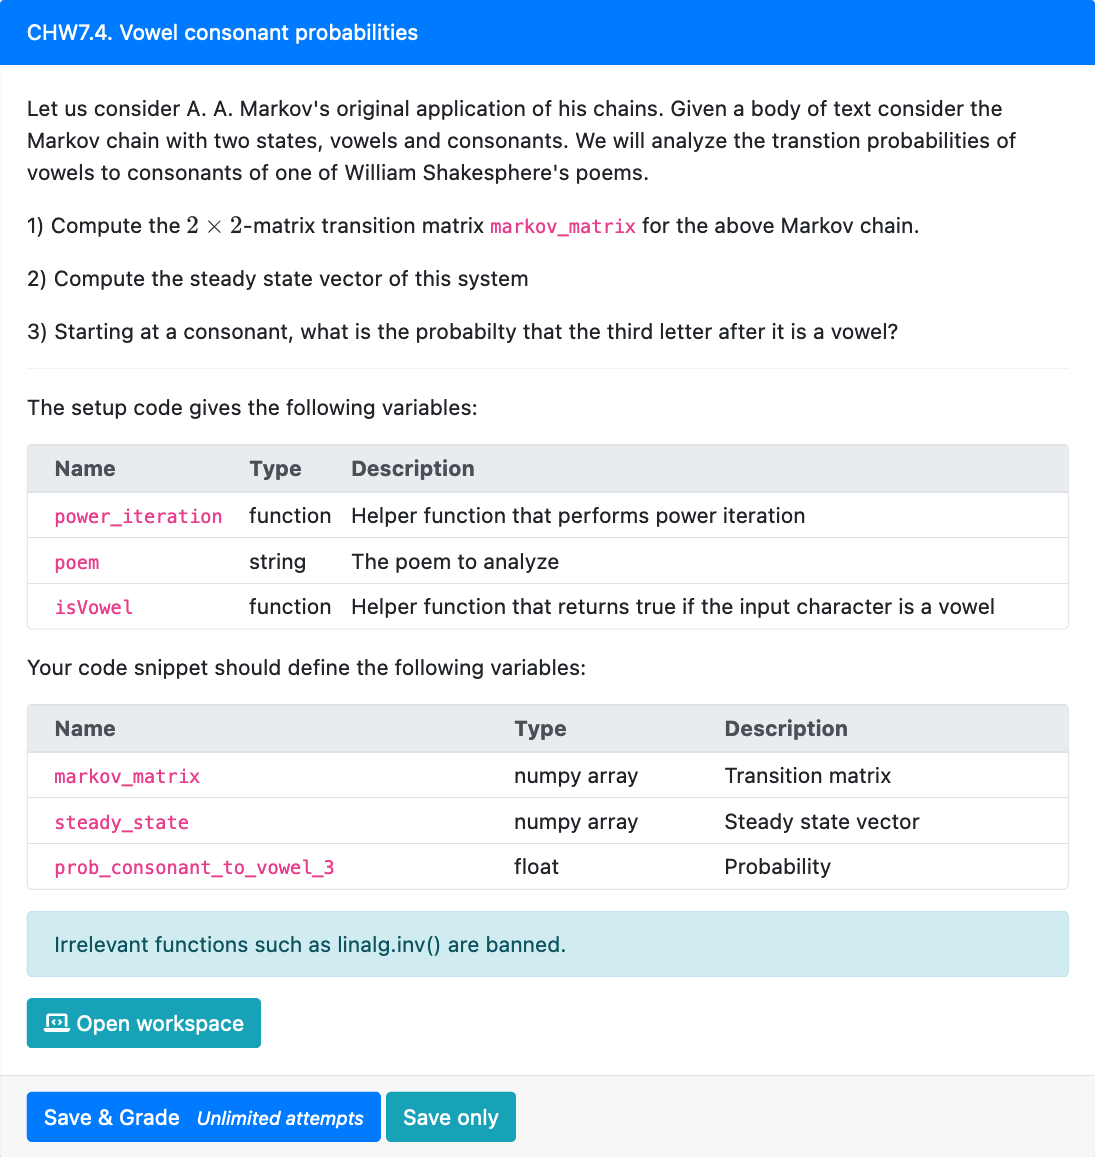 CHW7.4. Vowel consonant probabilities
Let us consider A. A. Markov's original application of his chains. Given a body of text consider the
Markov chain with two states, vowels and consonants. We will analyze the transtion probabilities of
vowels to consonants of one of William Shakesphere's poems.
1) Compute the 2 × 2-matrix transition matrix markov_matrix for the above Markov chain.
2) Compute the steady state vector of this system
3) Starting at a consonant, what is the probabilty that the third letter after it is a vowel?
The setup code gives the following variables:
Name Type Description
power_iteration function Helper function that performs power iteration
poem string The poem to analyze
isVowel function Helper function that returns true if the input character is a vowel
Your code snippet should define the following variables:
Name Type Description
markov_matrix numpy array Transition matrix
steady_state numpy array Steady state vector
prob_consonant_to_vowel_3 float Probability
Irrelevant functions such as linalg.inv() are banned.
Open workspace
Save & Grade Unlimited attempts Save only